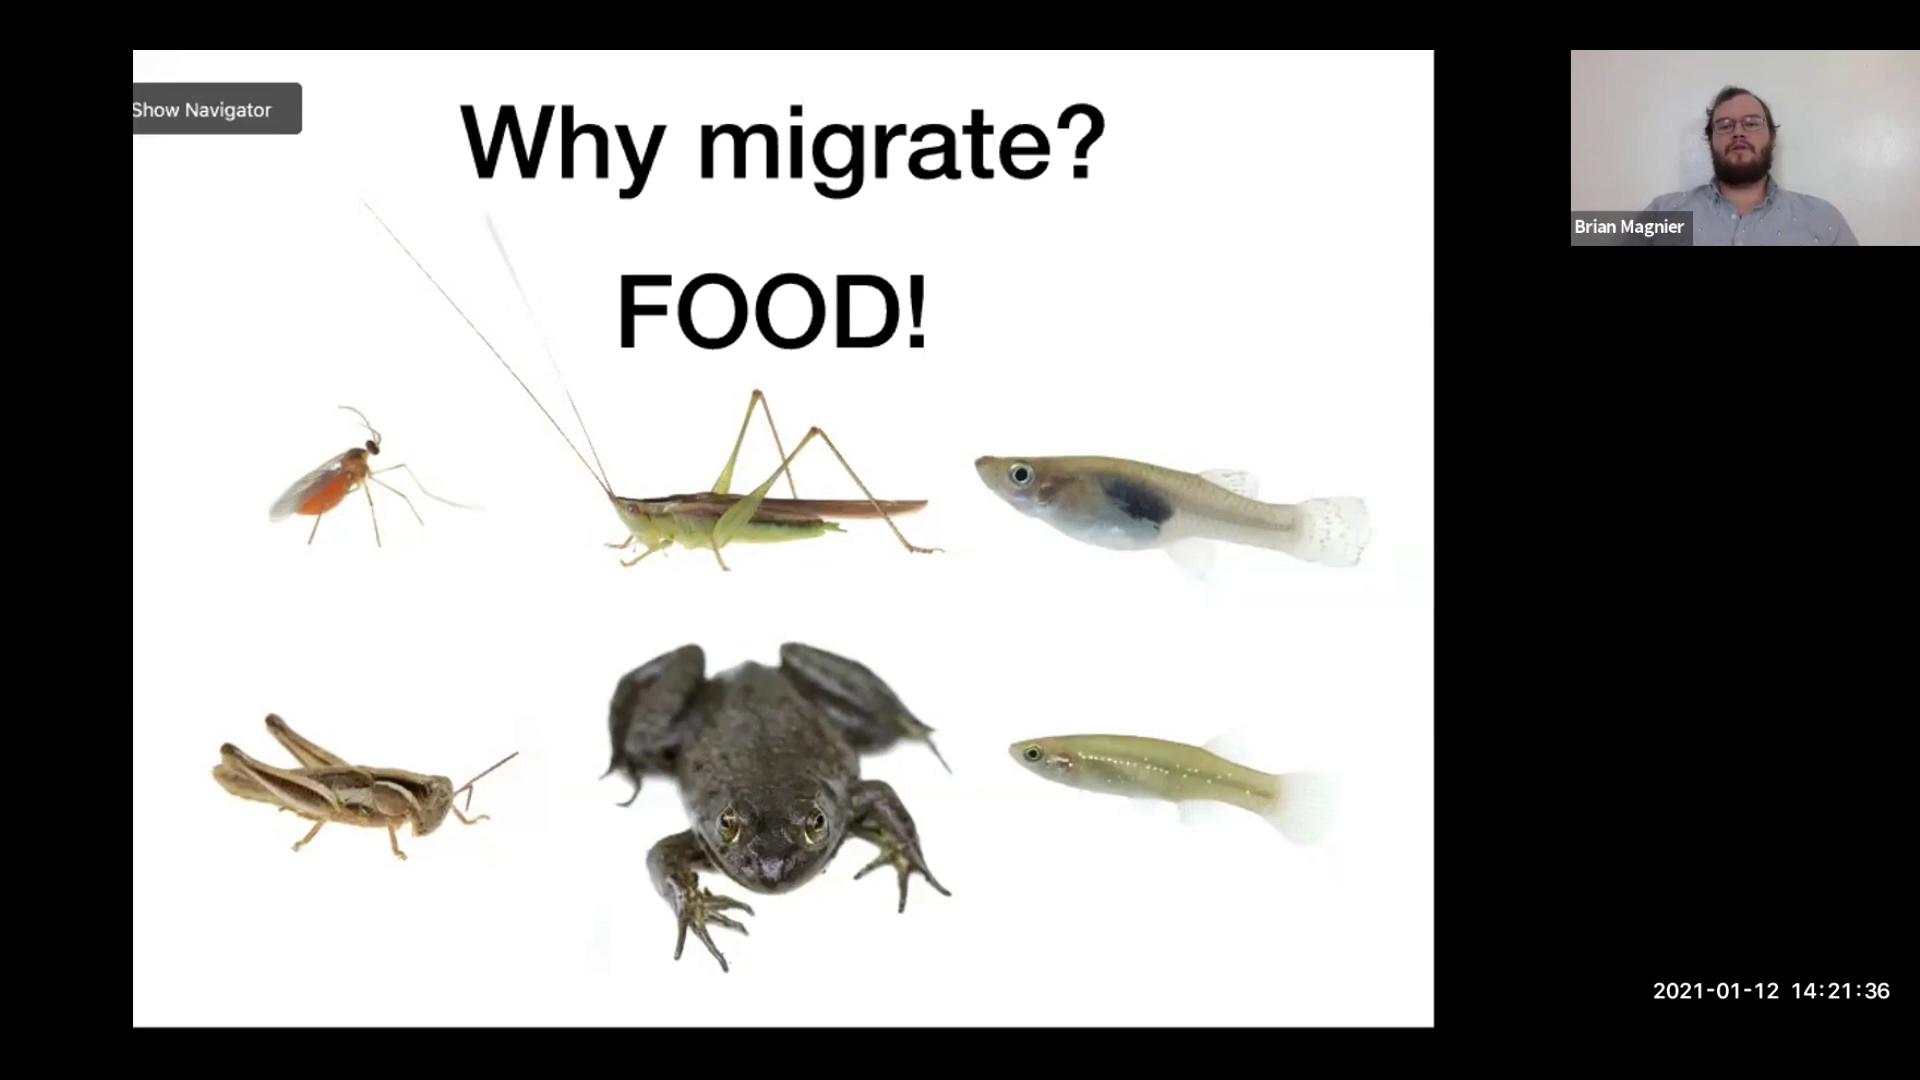 Show Navigator
Why migrate?
FOOD!
Brian Magnier
2021-01-12 14:21:36